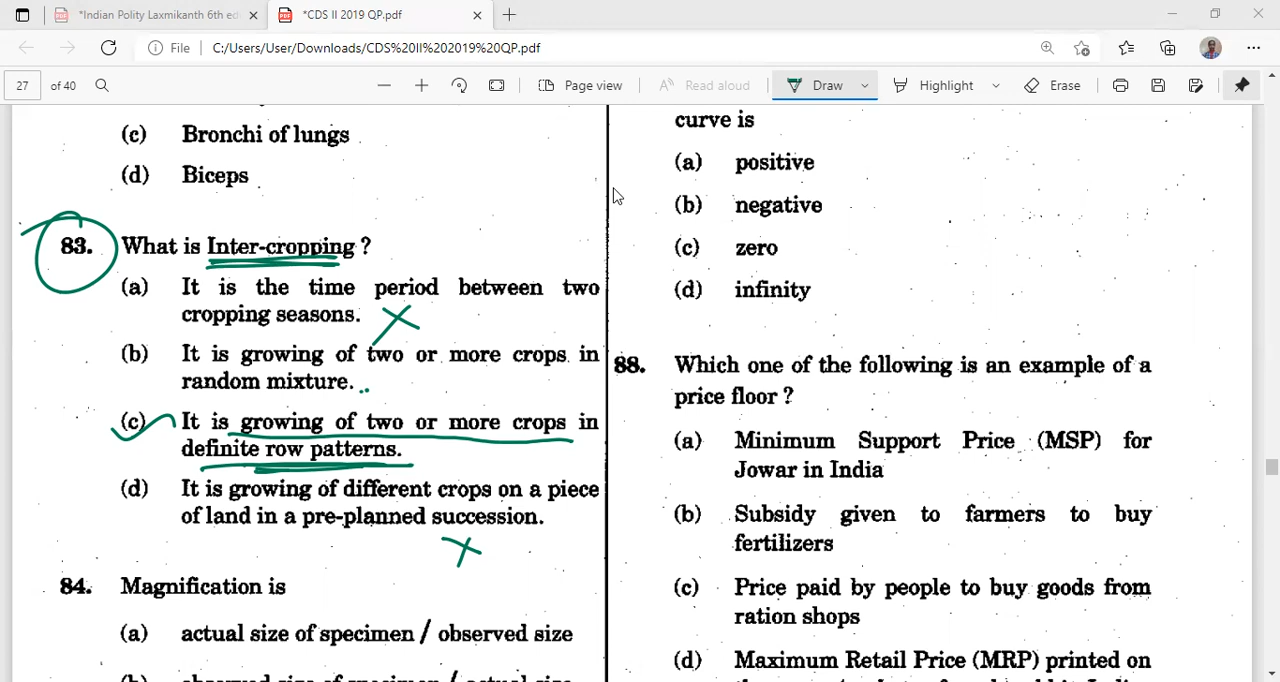 *Indian Polity Laxmikanth 6th ed
*CDS II 2019 QP.pdf
File
C:/Users/User/Downloads/CDS%20II%202019%20QP.pdf
27
of 40
Page view
Read aloud
Draw
Highlight
Erase
(c) Bronchi of lungs
(d) Biceps
83. What is Inter-cropping ?
(a) It is the time period between two
cropping seasons.
(b) It is growing of two or more crops in
random mixture.
(c) It is growing of two or more crops in
definite row patterns.
(d) It is growing of different crops on a piece
of land in a pre-planned succession.
84. Magnification is
(a) actual size of specimen / observed size
(b) observed size of specimen / actual size
curve is
(a) positive
(b) negative
(c) zero
(d) infinity
88. Which one of the following is an example of a
price floor ?
(a) Minimum Support Price (MSP) for
Jowar in India
(b) Subsidy given to farmers to buy
fertilizers
(c) Price paid by people to buy goods from
ration shops
(d) Maximum Retail Price (MRP) printed on